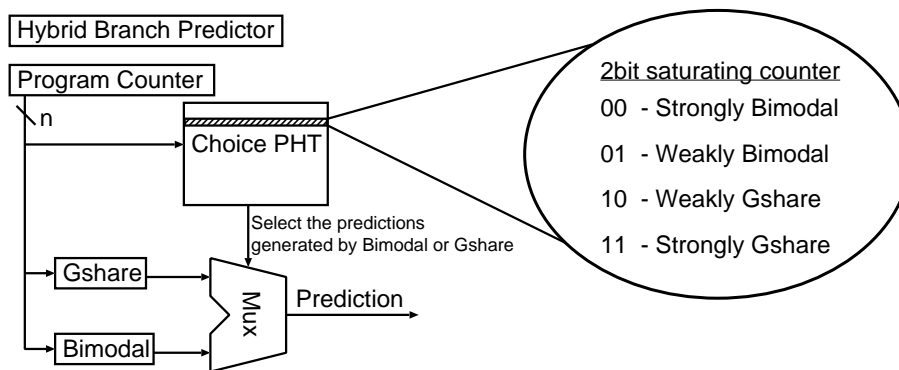 Hybrid Branch Predictor
Program Counter
n
Choice PHT
Select the predictions
generated by Bimodal or Gshare
Gshare
Bimodal
Mux
Prediction
2bit saturating counter
00 - Strongly Bimodal
01 - Weakly Bimodal
10 - Weakly Gshare
11 - Strongly Gshare